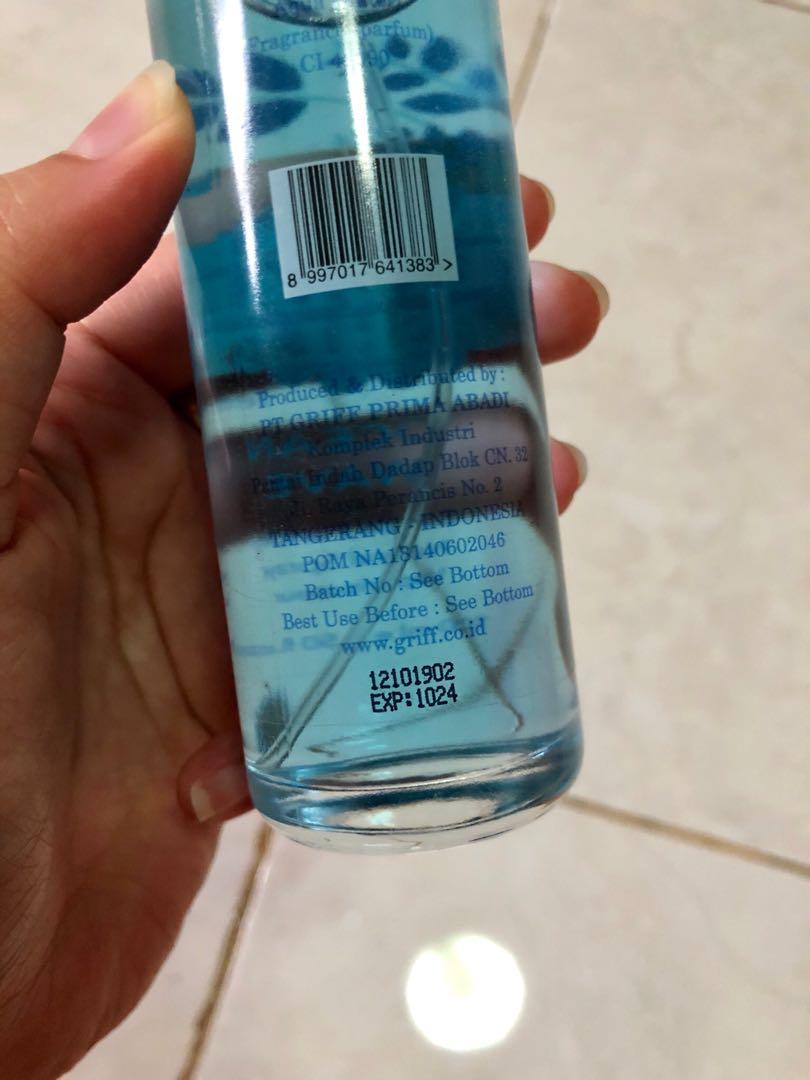 Aqua
Fragrance (parfum)
CI
8 997017 641383 >
Produced & Distributed by :
PT GRIFF PRIMA ABADI
Komplek Industri
Pantai Indah Dadap Blok CN. 32
Jl. Raya Perancis No. 2
TANGERANG - INDONESIA
POM NA18140602046
Batch No : See Bottom
Best Use Before : See Bottom
www.griff.co.id
12101902
EXP:1024